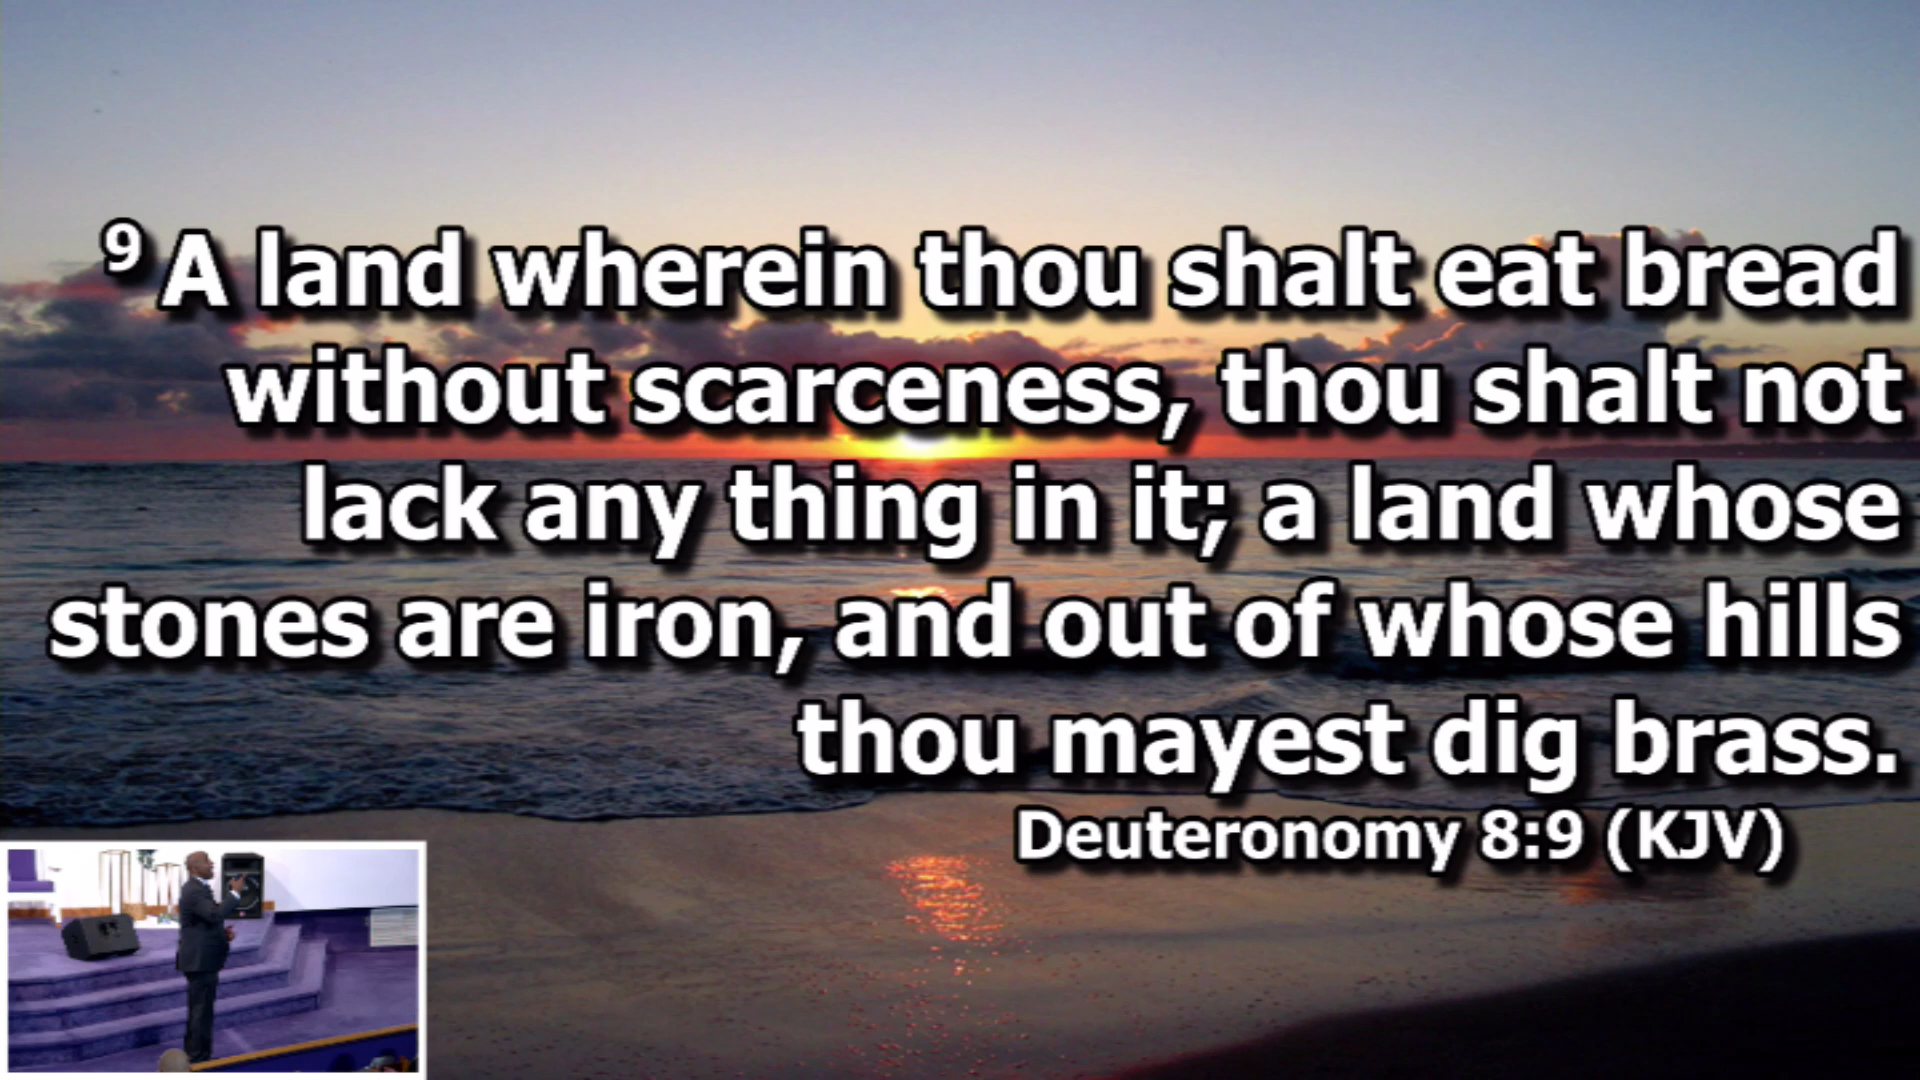 9 A land wherein thou shalt eat bread
without scarceness, thou shalt not
lack any thing in it; a land whose
stones are iron, and out of whose hills
thou mayest dig brass.
Deuteronomy 8:9 (KJV)